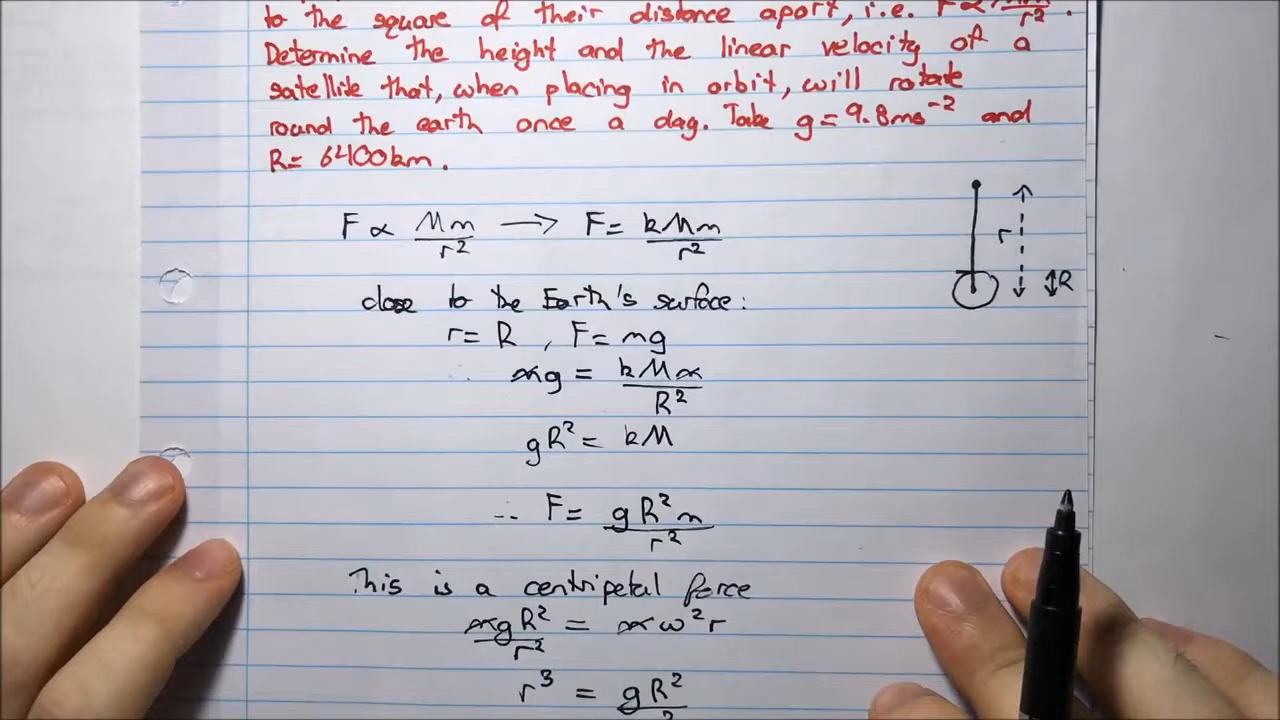 to the square of their distance apart, i.e. F ∝ Mm/r².
Determine the height and the linear velocity of a
satellite that, when placing in orbit, will rotate
round the earth once a day. Take g = 9.8ms⁻² and
R = 6400km.
F ∝ Mm/r² → F = kMm/r²
r
R
close to the Earth's surface:
r = R , F = mg
mg = kMm/R²
gR² = kM
∴ F = gR²m/r²
This is a centripetal force
mgR²/r² = mω²r
r³ = gR²